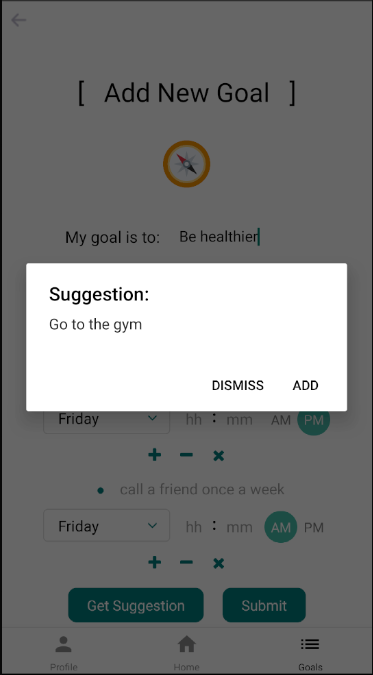 [ Add New Goal ]
My goal is to: Be healthier
Suggestion:
Go to the gym
DISMISS ADD
Friday hh : mm AM PM
call a friend once a week
Friday hh : mm AM PM
Get Suggestion Submit
Profile Home Goals